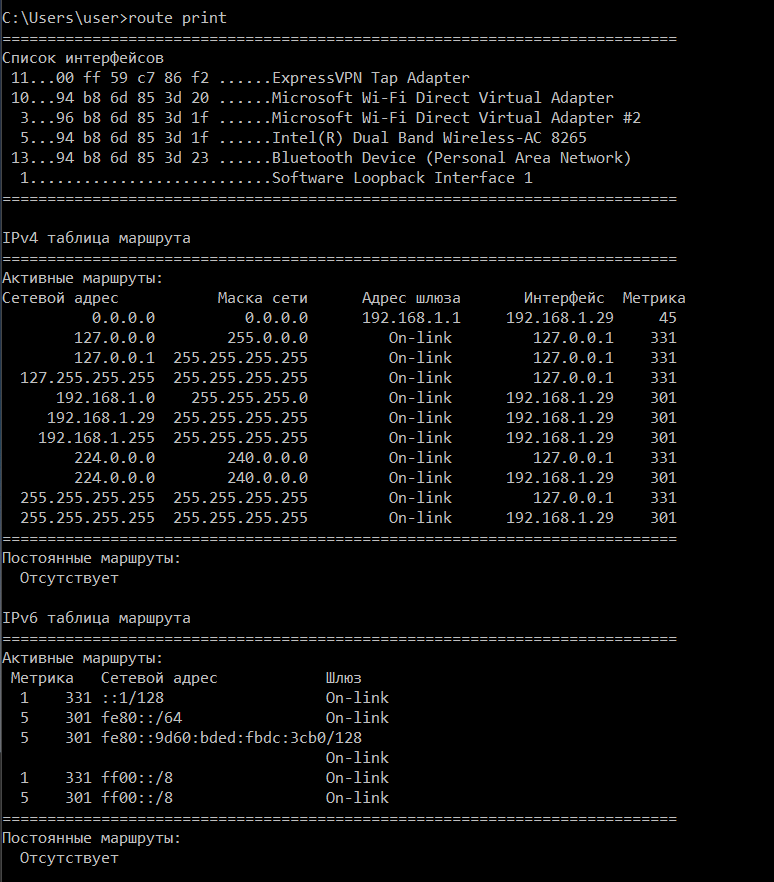 C:\Users\user>route print
===========================================================================
Список интерфейсов
 11...00 ff 59 c7 86 f2 ......ExpressVPN Tap Adapter
 10...94 b8 6d 85 3d 20 ......Microsoft Wi-Fi Direct Virtual Adapter
  3...96 b8 6d 85 3d 1f ......Microsoft Wi-Fi Direct Virtual Adapter #2
  5...94 b8 6d 85 3d 1f ......Intel(R) Dual Band Wireless-AC 8265
 13...94 b8 6d 85 3d 23 ......Bluetooth Device (Personal Area Network)
  1...........................Software Loopback Interface 1
===========================================================================

IPv4 таблица маршрута
===========================================================================
Активные маршруты:
Сетевой адрес           Маска сети      Адрес шлюза       Интерфейс  Метрика
          0.0.0.0          0.0.0.0      192.168.1.1     192.168.1.29     45
        127.0.0.0        255.0.0.0         On-link         127.0.0.1    331
        127.0.0.1  255.255.255.255         On-link         127.0.0.1    331
  127.255.255.255  255.255.255.255         On-link         127.0.0.1    331
      192.168.1.0    255.255.255.0         On-link      192.168.1.29    301
     192.168.1.29  255.255.255.255         On-link      192.168.1.29    301
    192.168.1.255  255.255.255.255         On-link      192.168.1.29    301
        224.0.0.0        240.0.0.0         On-link         127.0.0.1    331
        224.0.0.0        240.0.0.0         On-link      192.168.1.29    301
  255.255.255.255  255.255.255.255         On-link         127.0.0.1    331
  255.255.255.255  255.255.255.255         On-link      192.168.1.29    301
===========================================================================
Постоянные маршруты:
  Отсутствует

IPv6 таблица маршрута
===========================================================================
Активные маршруты:
 Метрика   Сетевой адрес            Шлюз
  1    331 ::1/128                  On-link
  5    301 fe80::/64                On-link
  5    301 fe80::9d60:bded:fbdc:3cb0/128
                                    On-link
  1    331 ff00::/8                 On-link
  5    301 ff00::/8                 On-link
===========================================================================
Постоянные маршруты:
  Отсутствует